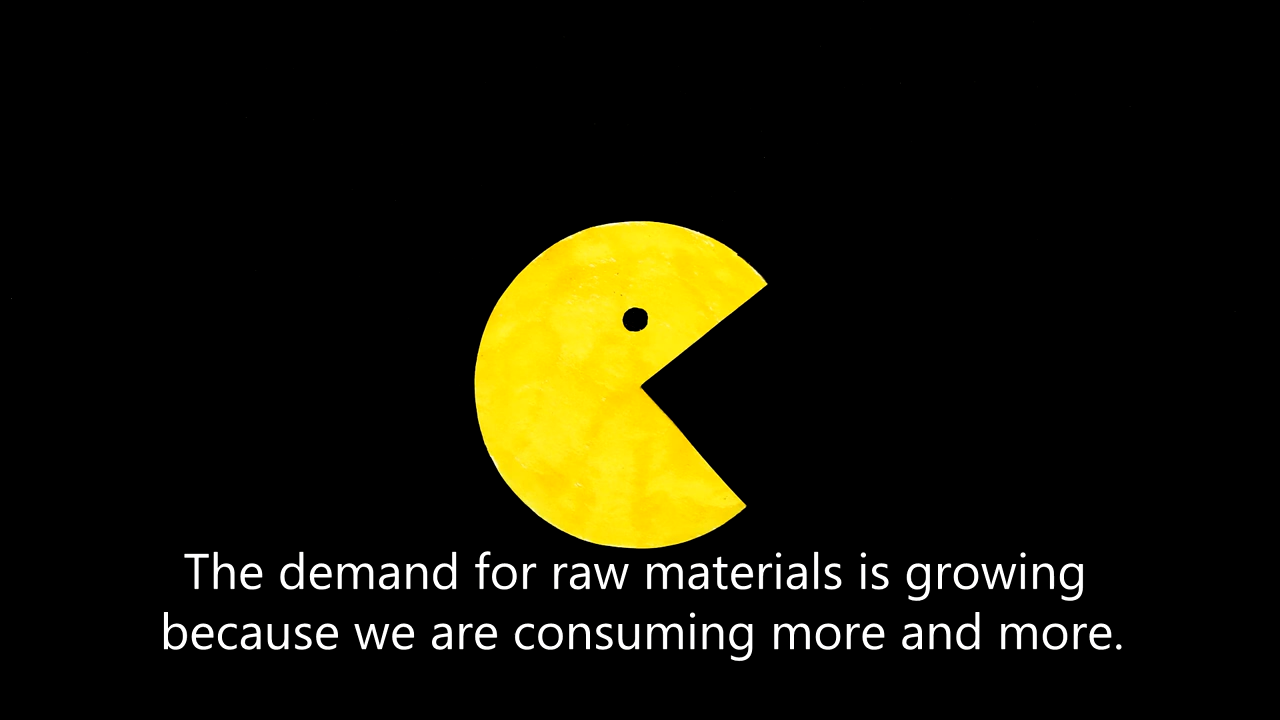 The demand for raw materials is growing
because we are consuming more and more.